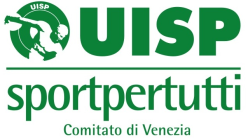 UISP
UISP
sportpertutti
Comitato di Venezia